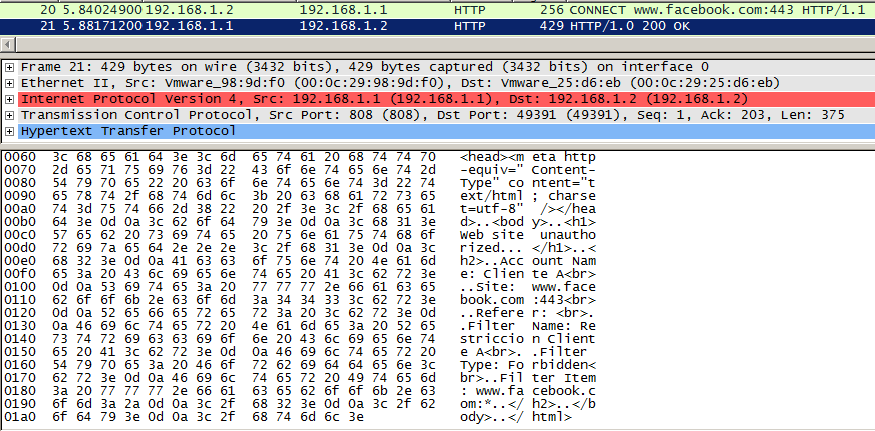 20 5.84024900 192.168.1.2 192.168.1.1 HTTP 256 CONNECT www.facebook.com:443 HTTP/1.1
21 5.88171200 192.168.1.1 192.168.1.2 HTTP 429 HTTP/1.0 200 OK
Frame 21: 429 bytes on wire (3432 bits), 429 bytes captured (3432 bits) on interface 0
Ethernet II, Src: Vmware_98:9d:f0 (00:0c:29:98:9d:f0), Dst: Vmware_25:d6:eb (00:0c:29:25:d6:eb)
Internet Protocol Version 4, Src: 192.168.1.1 (192.168.1.1), Dst: 192.168.1.2 (192.168.1.2)
Transmission Control Protocol, Src Port: 808 (808), Dst Port: 49391 (49391), Seq: 1, Ack: 203, Len: 375
Hypertext Transfer Protocol
0060 3c 68 65 61 64 3e 3c 6d 65 74 61 20 68 74 74 70 <head><m eta http
0070 2d 65 71 75 69 76 3d 22 43 6f 6e 74 65 6e 74 2d -equiv=" Content-
0080 54 79 70 65 22 20 63 6f 6e 74 65 6e 74 3d 22 74 Type" co ntent="t
0090 65 78 74 2f 68 74 6d 6c 3b 20 63 68 61 72 73 65 ext/html ; charse
00a0 74 3d 75 74 66 2d 38 22 20 2f 3e 3c 2f 68 65 61 t=utf-8" /></hea
00b0 64 3e 0d 0a 3c 62 6f 64 79 3e 0d 0a 3c 68 31 3e d>..<bod y>..<h1>
00c0 57 65 62 20 73 69 74 65 20 75 6e 61 75 74 68 6f Web site unautho
00d0 72 69 7a 65 64 2e 2e 2e 3c 2f 68 31 3e 0d 0a 3c rized... </h1>..<
00e0 68 32 3e 0d 0a 41 63 63 6f 75 6e 74 20 4e 61 6d h2>..Acc ount Nam
00f0 65 3a 20 43 6c 69 65 6e 74 65 20 41 3c 62 72 3e e: Clien te A<br>
0100 0d 0a 53 69 74 65 3a 20 77 77 77 2e 66 61 63 65 ..Site: www.face
0110 62 6f 6f 6b 2e 63 6f 6d 3a 34 34 33 3c 62 72 3e book.com :443<br>
0120 0d 0a 52 65 66 65 72 65 72 3a 20 3c 62 72 3e 0d ..Refere r: <br>.
0130 0a 46 69 6c 74 65 72 20 4e 61 6d 65 3a 20 52 65 .Filter Name: Re
0140 73 74 72 69 63 63 69 6f 6e 20 43 6c 69 65 6e 74 striccio n Client
0150 65 20 41 3c 62 72 3e 0d 0a 46 69 6c 74 65 72 20 e A<br>. .Filter
0160 54 79 70 65 3a 20 46 6f 72 62 69 64 64 65 6e 3c Type: Fo rbidden<
0170 62 72 3e 0d 0a 46 69 6c 74 65 72 20 49 74 65 6d br>..Fil ter Item
0180 3a 20 77 77 77 2e 66 61 63 65 62 6f 6f 6b 2e 63 : www.fa cebook.c
0190 6f 6d 3a 2a 0d 0a 3c 2f 68 32 3e 0d 0a 3c 2f 62 om:*..</ h2>..</b
01a0 6f 64 79 3e 0d 0a 3c 2f 68 74 6d 6c 3e ody>..</ html>